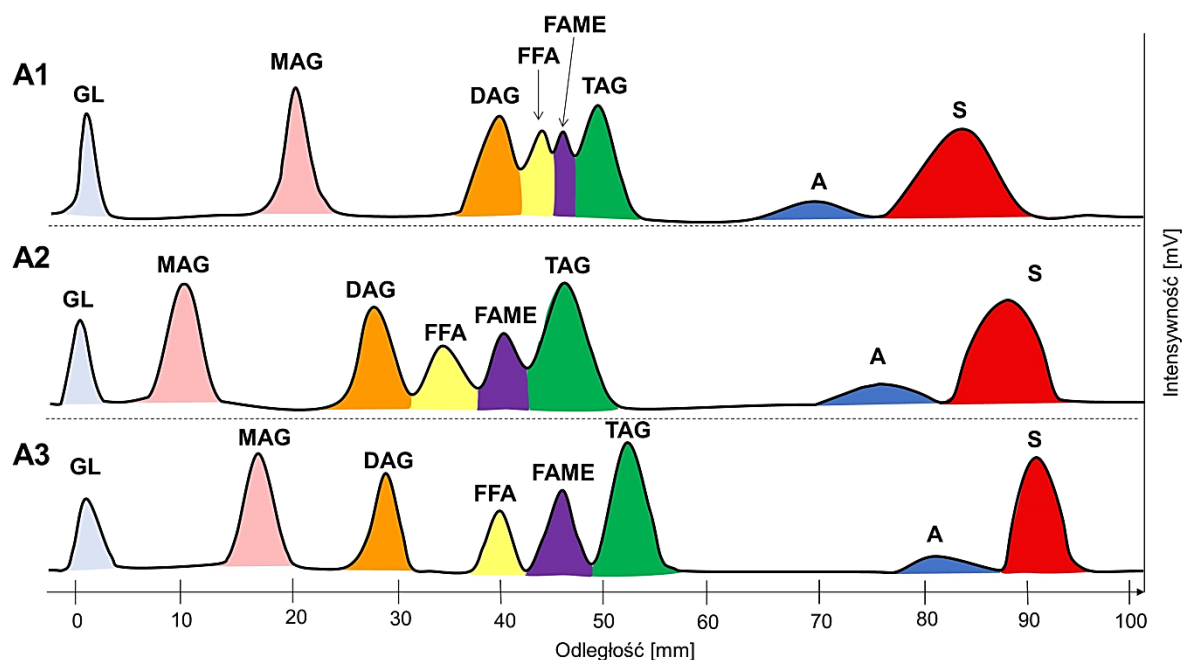 A1
GL
MAG
DAG
FFA
FAME
TAG
A
S
A2
GL
MAG
DAG
FFA
FAME
TAG
A
S
A3
GL
MAG
DAG
FFA
FAME
TAG
A
S
Intensywność [mV]
0 10 20 30 40 50 60 70 80 90 100
Odległość [mm]